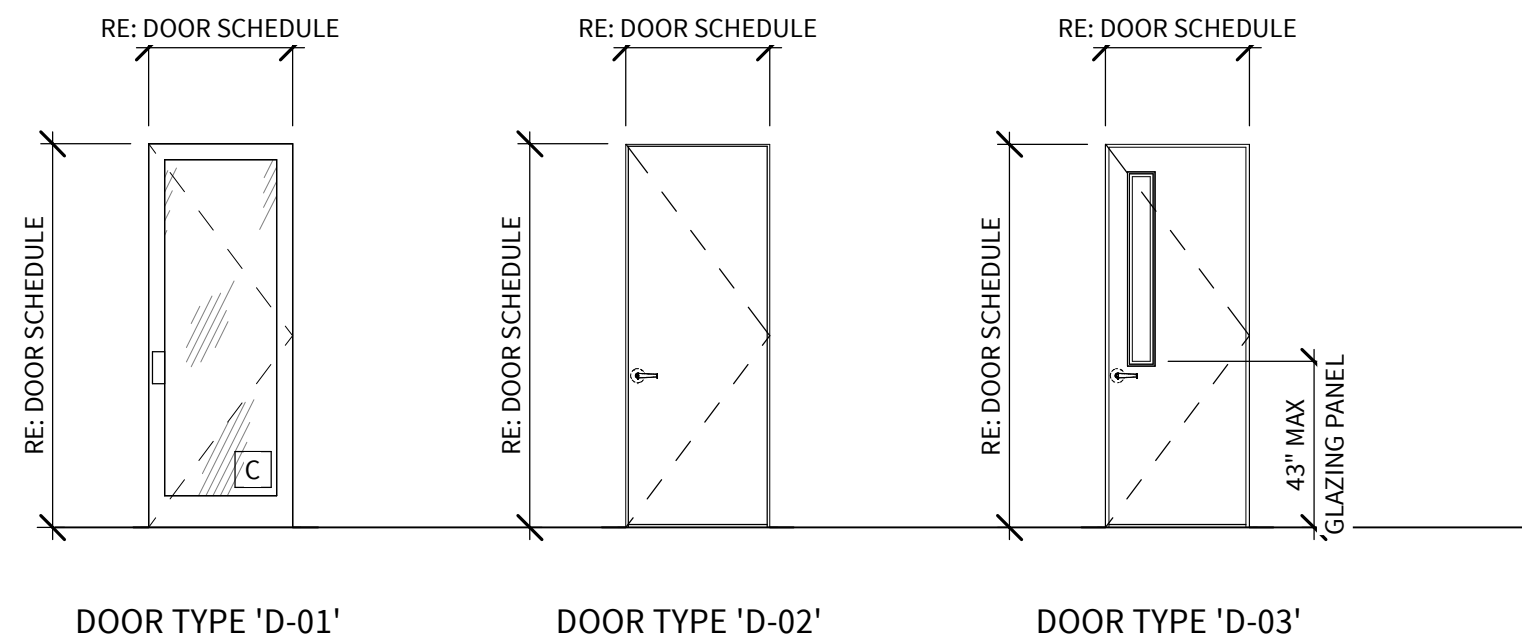 RE: DOOR SCHEDULE
RE: DOOR SCHEDULE
RE: DOOR SCHEDULE
RE: DOOR SCHEDULE
C
RE: DOOR SCHEDULE
RE: DOOR SCHEDULE
43" MAX
GLAZING PANEL
DOOR TYPE 'D-01'
DOOR TYPE 'D-02'
DOOR TYPE 'D-03'